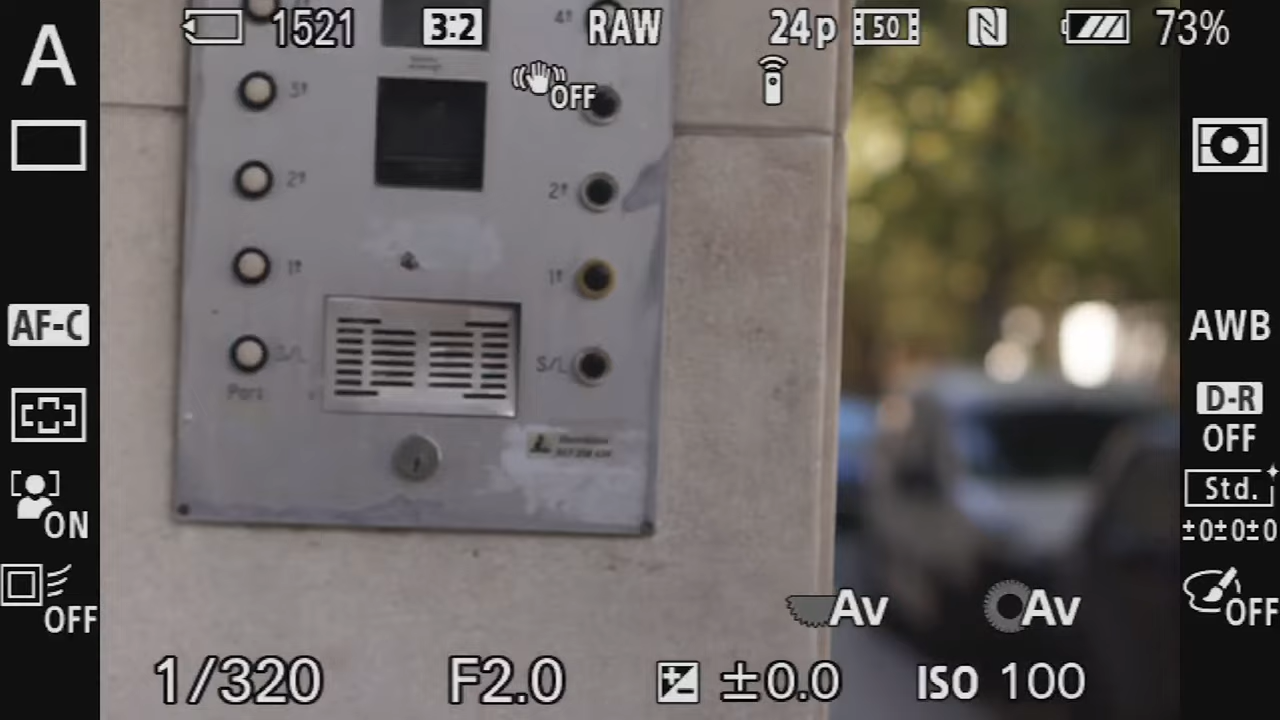 A
1521
3:2
RAW
24p
50
N
73%
OFF
4º
3º
2º
2º
1º
1º
S/L
S/L
Port.
AF-C
ON
OFF
AWB
D-R
OFF
Std.
±0±0±0
OFF
Av
Av
1/320
F2.0
±0.0
ISO 100